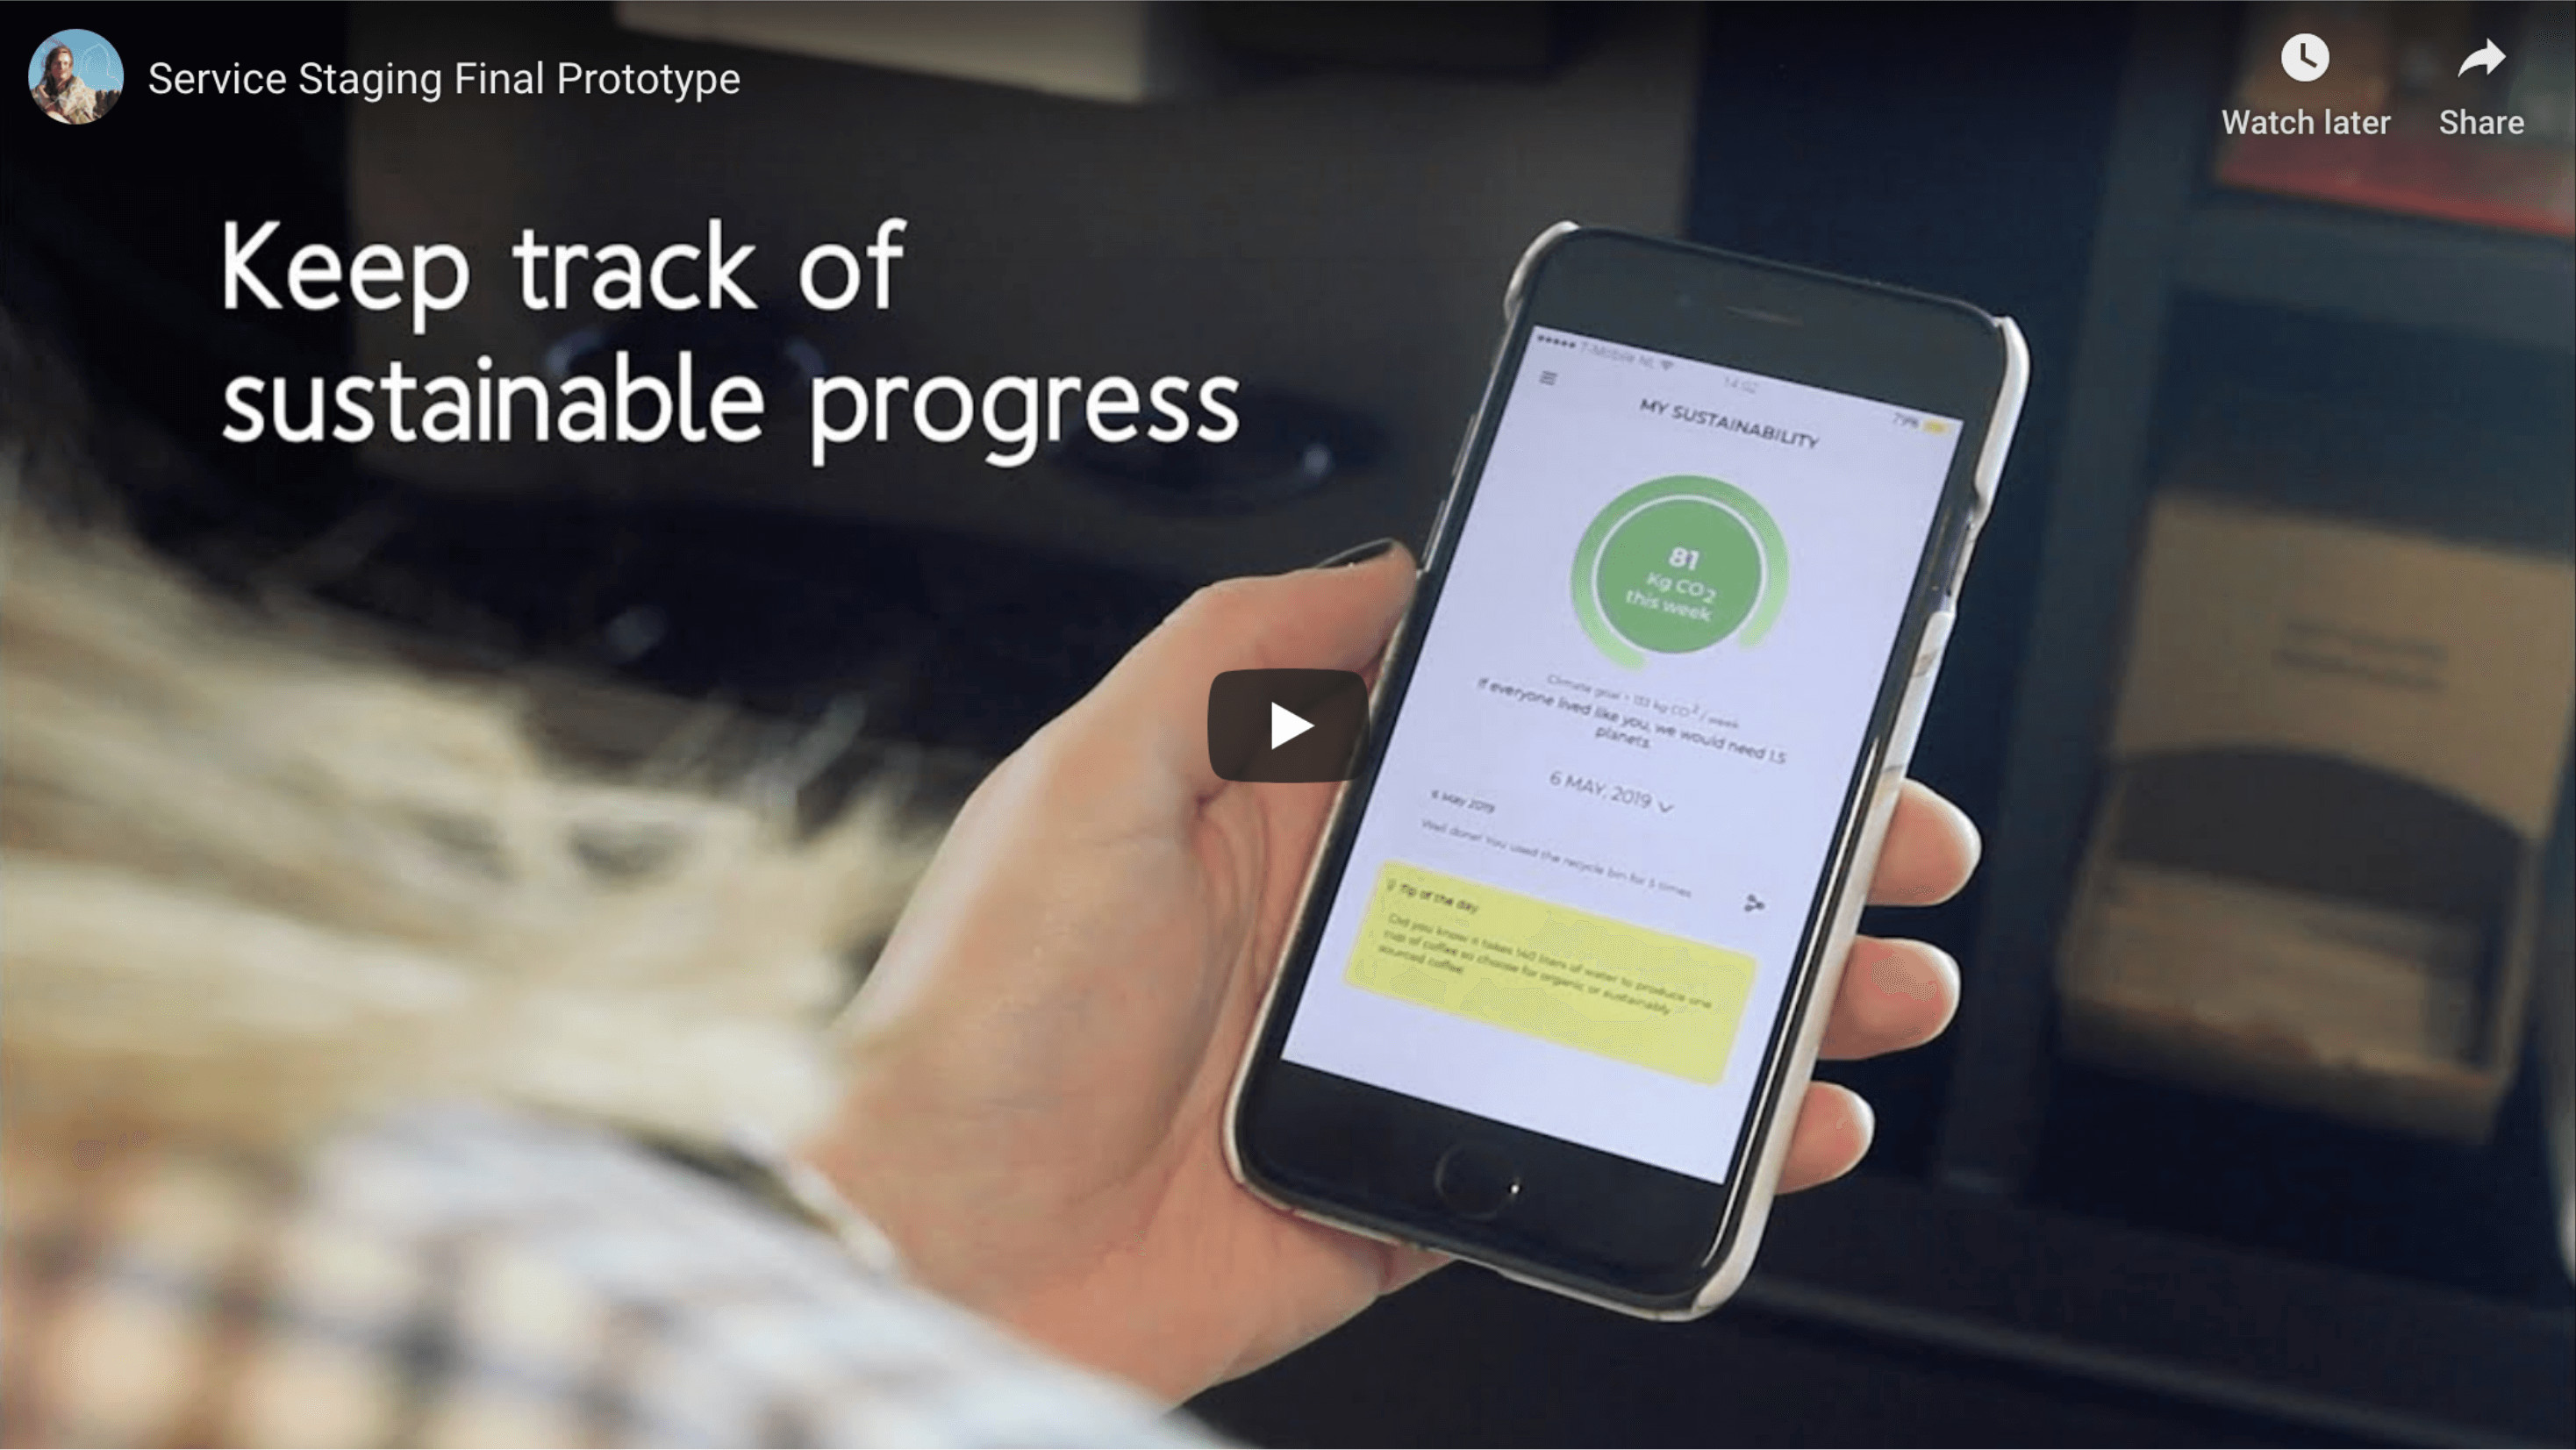 Service Staging Final Prototype
Watch later
Share
Keep track of
sustainable progress
T-Mobile NL
14:02
79%
MY SUSTAINABILITY
81
Kg CO2
this week
Climate goal = 133 kg CO2 / week
If everyone lived like you, we would need 1.5
planets.
6 MAY, 2019
6 May 2019
Well done! You used the recycle bin for 5 times
Tip of the day
Did you know it takes 140 liters of water to produce one
cup of coffee so choose for organic or sustainably
sourced coffee